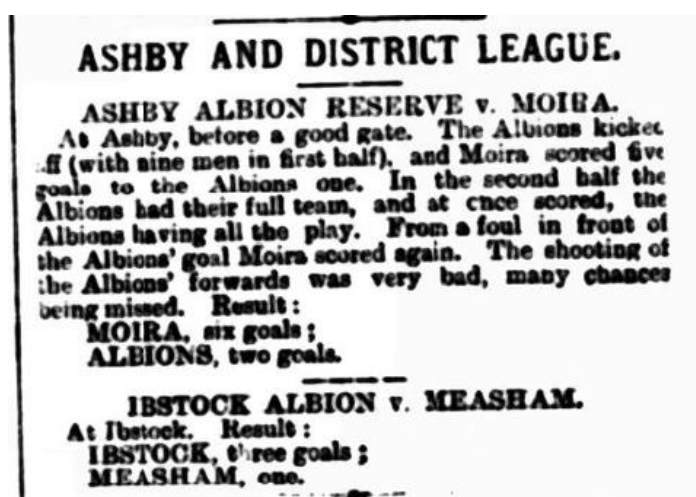 ASHBY AND DISTRICT LEAGUE.
ASHBY ALBION RESERVE v. MOIRA.
At Ashby, before a good gate. The Albions kicked
off (with nine men in first half), and Moira scored five
goals to the Albions one. In the second half the
Albions had their full team, and at once scored, the
Albions having all the play. From a foul in front of
the Albions' goal Moira scored again. The shooting of
the Albions' forwards was very bad, many chances
being missed. Result:
MOIRA, six goals;
ALBIONS, two goals.
IBSTOCK ALBION v. MEASHAM.
At Ibstock. Result:
IBSTOCK, three goals;
MEASHAM, one.